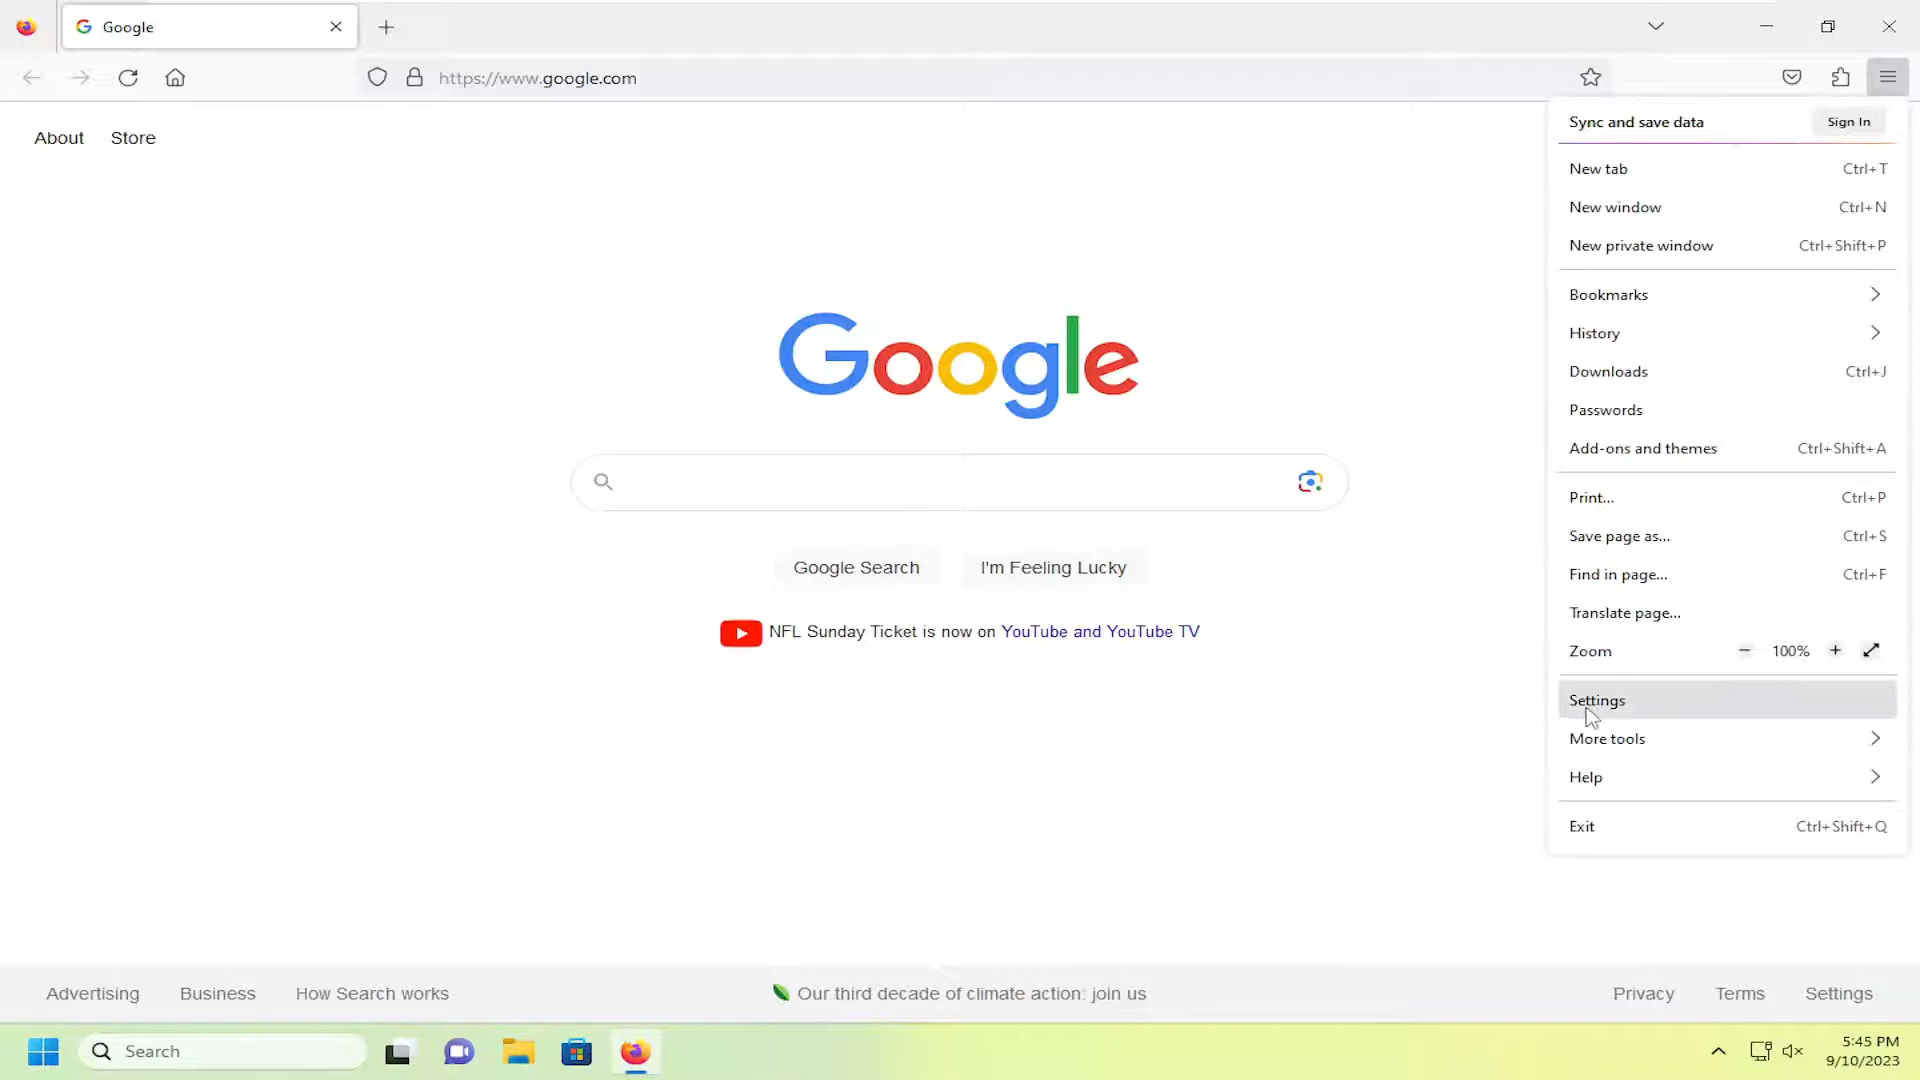 Google
https://www.google.com
About Store
Sync and save data Sign In
New tab Ctrl+T
New window Ctrl+N
New private window Ctrl+Shift+P
Bookmarks
History
Downloads Ctrl+J
Passwords
Add-ons and themes Ctrl+Shift+A
Print... Ctrl+P
Save page as... Ctrl+S
Find in page... Ctrl+F
Translate page...
Zoom − 100% +
Settings
More tools
Help
Exit Ctrl+Shift+Q
Google
Google Search I'm Feeling Lucky
NFL Sunday Ticket is now on YouTube and YouTube TV
Advertising Business How Search works Our third decade of climate action: join us Privacy Terms Settings
Search
5:45 PM
9/10/2023